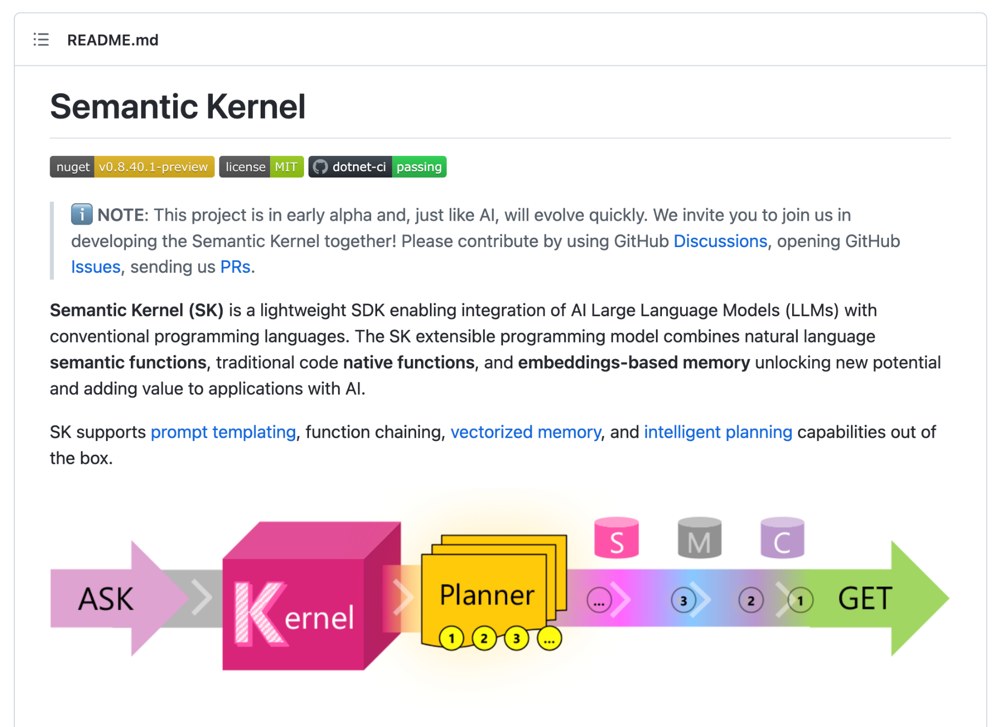 README.md
Semantic Kernel
nuget v0.8.40.1-preview license MIT dotnet-ci passing
NOTE: This project is in early alpha and, just like AI, will evolve quickly. We invite you to join us in
developing the Semantic Kernel together! Please contribute by using GitHub Discussions, opening GitHub
Issues, sending us PRs.
Semantic Kernel (SK) is a lightweight SDK enabling integration of AI Large Language Models (LLMs) with
conventional programming languages. The SK extensible programming model combines natural language
semantic functions, traditional code native functions, and embeddings-based memory unlocking new potential
and adding value to applications with AI.
SK supports prompt templating, function chaining, vectorized memory, and intelligent planning capabilities out of
the box.
S M C
ASK
Kernel
Planner
1 2 3 ...
... 3 2 1
GET